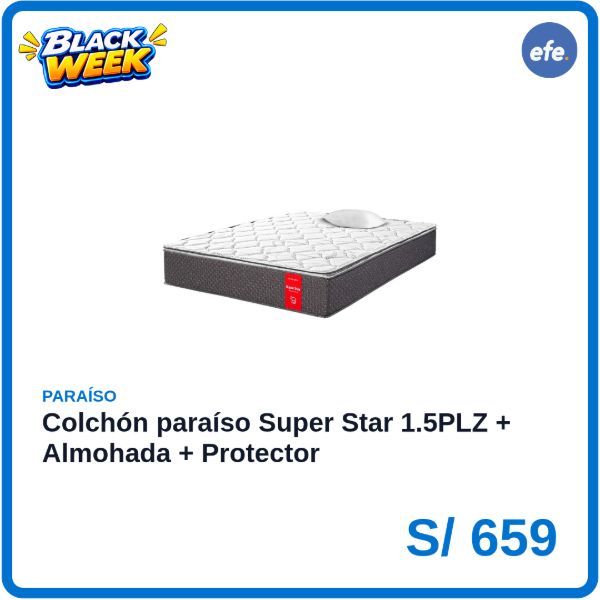 BLACK
WEEK
efe.
PARAÍSO
Colchón paraíso Super Star 1.5PLZ +
Almohada + Protector
S/ 659